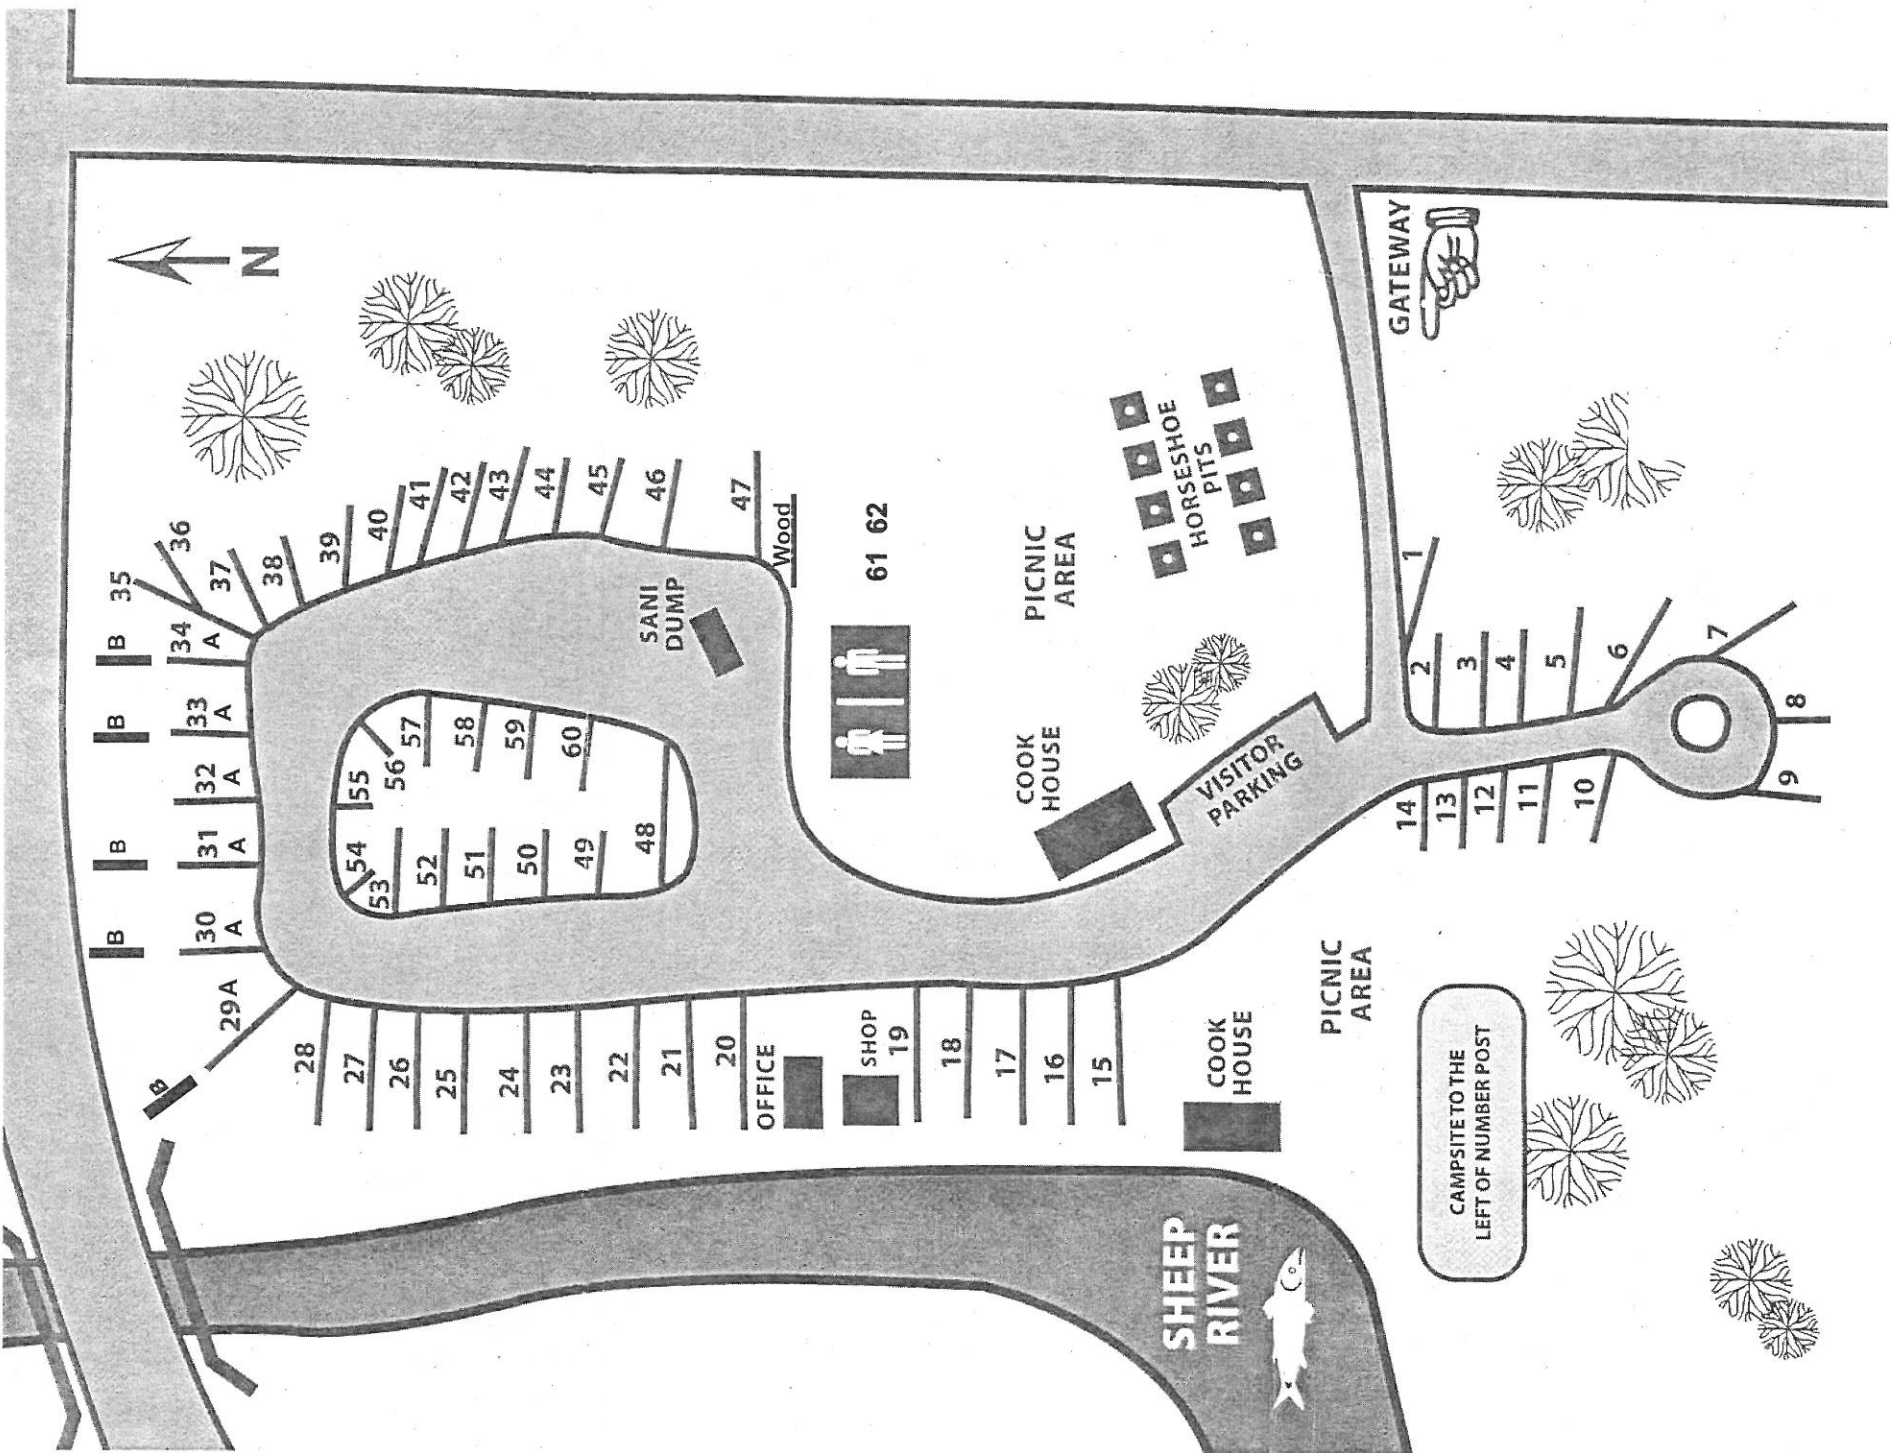 N
GATEWAY
HORSESHOE
PITS
PICNIC
AREA
1
2
3
4
5
6
7
8
9
10
11
12
13
14
VISITOR
PARKING
COOK
HOUSE
61 62
Wood
SANI
DUMP
47
46
45
44
43
42
41
40
39
38
37
36
35
B
34
A
B
33
A
32
A
B
31
A
B
30
A
29A
B
28
27
26
25
24
23
22
21
20
OFFICE
SHOP
19
18
17
16
15
COOK
HOUSE
PICNIC
AREA
48
49
50
51
52
53
54
55
56
57
58
59
60
CAMPSITE TO THE
LEFT OF NUMBER POST
SHEEP
RIVER